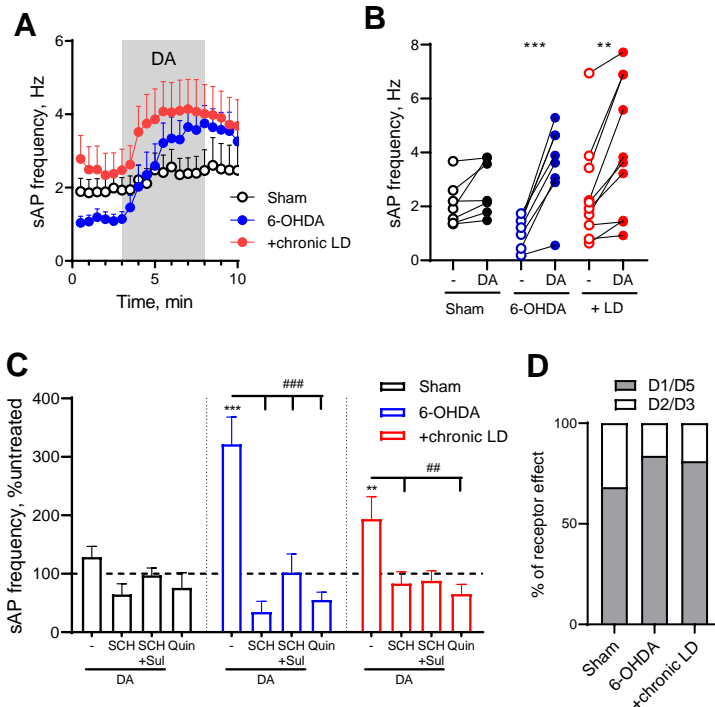 A
sAP frequency, Hz
6
4
2
0
DA
Sham
6-OHDA
+chronic LD
0
5
10
Time, min
B
sAP frequency, Hz
8
6
4
2
0
***
**
- DA - DA - DA
Sham 6-OHDA + LD
C
sAP frequency, %untreated
400
300
200
100
0
***
###
**
##
Sham
6-OHDA
+chronic LD
- SCH SCH Quin - SCH SCH Quin - SCH SCH Quin
+Sul +Sul +Sul
DA DA DA
D
D1/D5
D2/D3
% of receptor effect
100
50
0
Sham
6-OHDA
+chronic LD